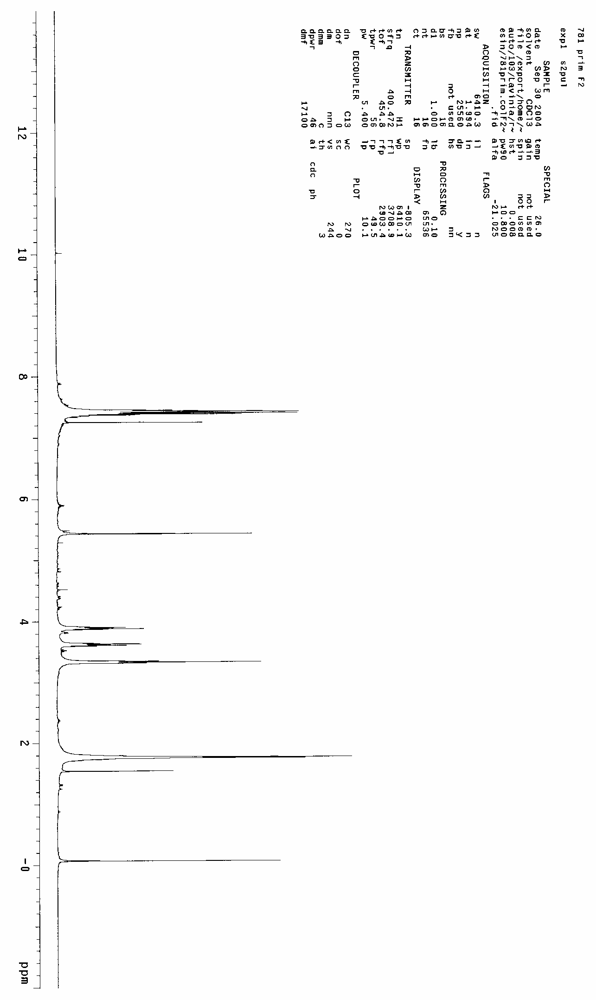 781 prim F2
exp1 s2pul
SAMPLE SPECIAL
date Sep 30 2004 temp 26.0
solvent CDCl3 gain not used
file /export/home/~ spin not used
auto/103/Lavinia/r~ hst 0.008
esin/781prim.colF2~ pw90 10.800
.fid alfa -21.025
ACQUISITION FLAGS
sw 6410.3 il n
at 1.994 in n
np 25560 dp y
fb not used hs nn
bs 16 PROCESSING
d1 1.000 lb 0.10
nt 16 fn 65536
ct 16 DISPLAY
TRANSMITTER sp -805.3
tn H1 wp 6410.1
sfrq 400.472 rfl 3708.9
tof 454.8 rfp 2903.4
tpwr 56 rp 49.5
pw 5.400 lp 10.1
DECOUPLER PLOT
dn C13 wc 270
dof 0 sc 0
dm nnn vs 244
dmm c th 3
dpwr 46 ai cdc ph
dmf 17100
12 10 8 6 4 2 -0 ppm